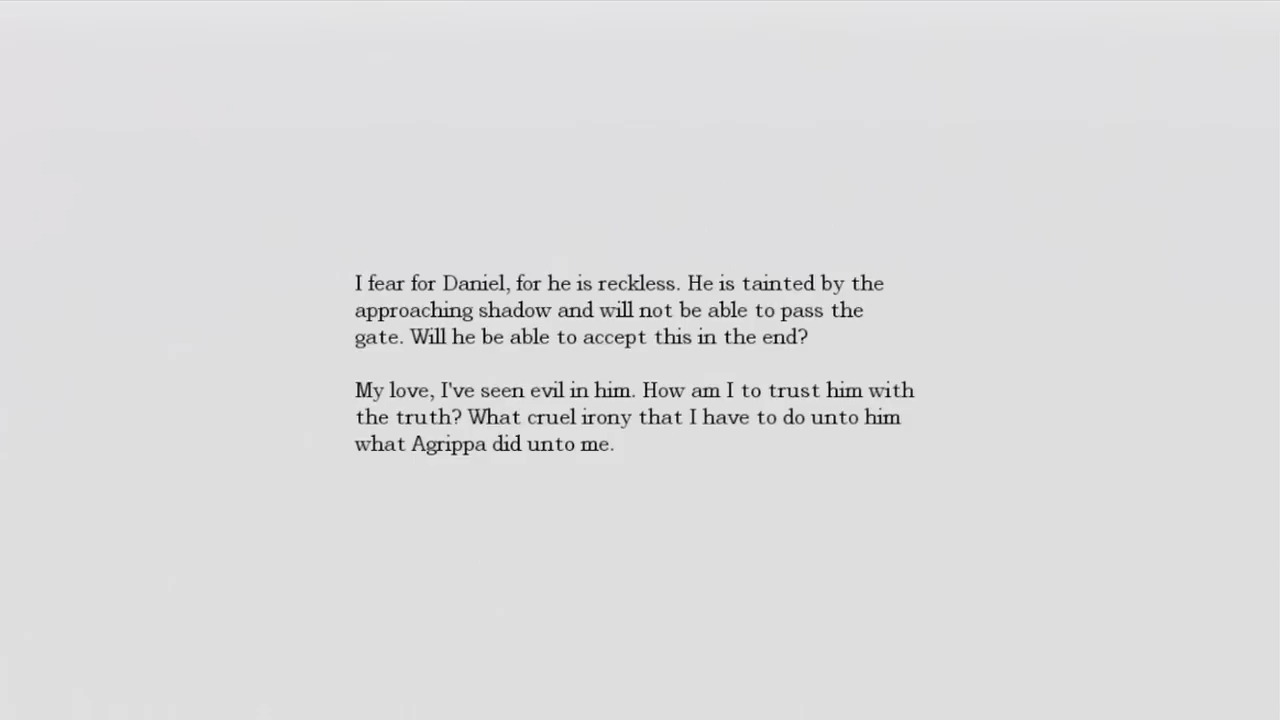 I fear for Daniel, for he is reckless. He is tainted by the
approaching shadow and will not be able to pass the
gate. Will he be able to accept this in the end?
My love, I've seen evil in him. How am I to trust him with
the truth? What cruel irony that I have to do unto him
what Agrippa did unto me.